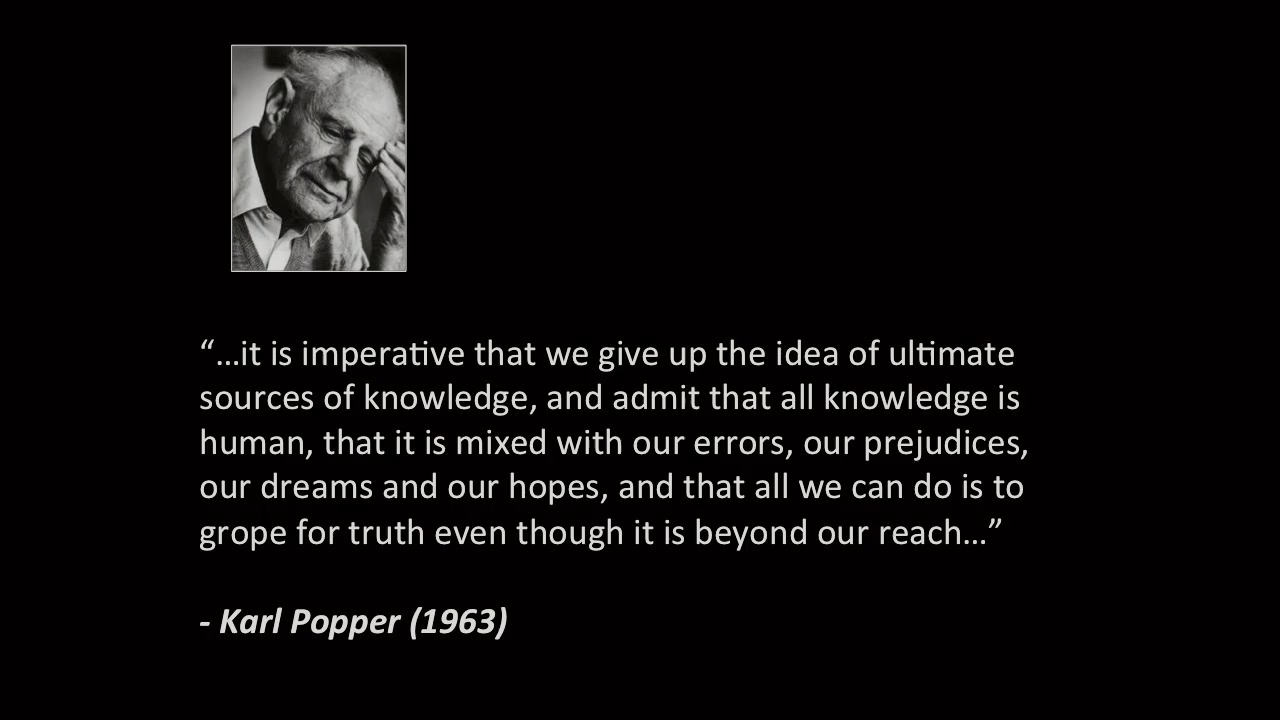 “…it is imperative that we give up the idea of ultimate
sources of knowledge, and admit that all knowledge is
human, that it is mixed with our errors, our prejudices,
our dreams and our hopes, and that all we can do is to
grope for truth even though it is beyond our reach…”
- Karl Popper (1963)